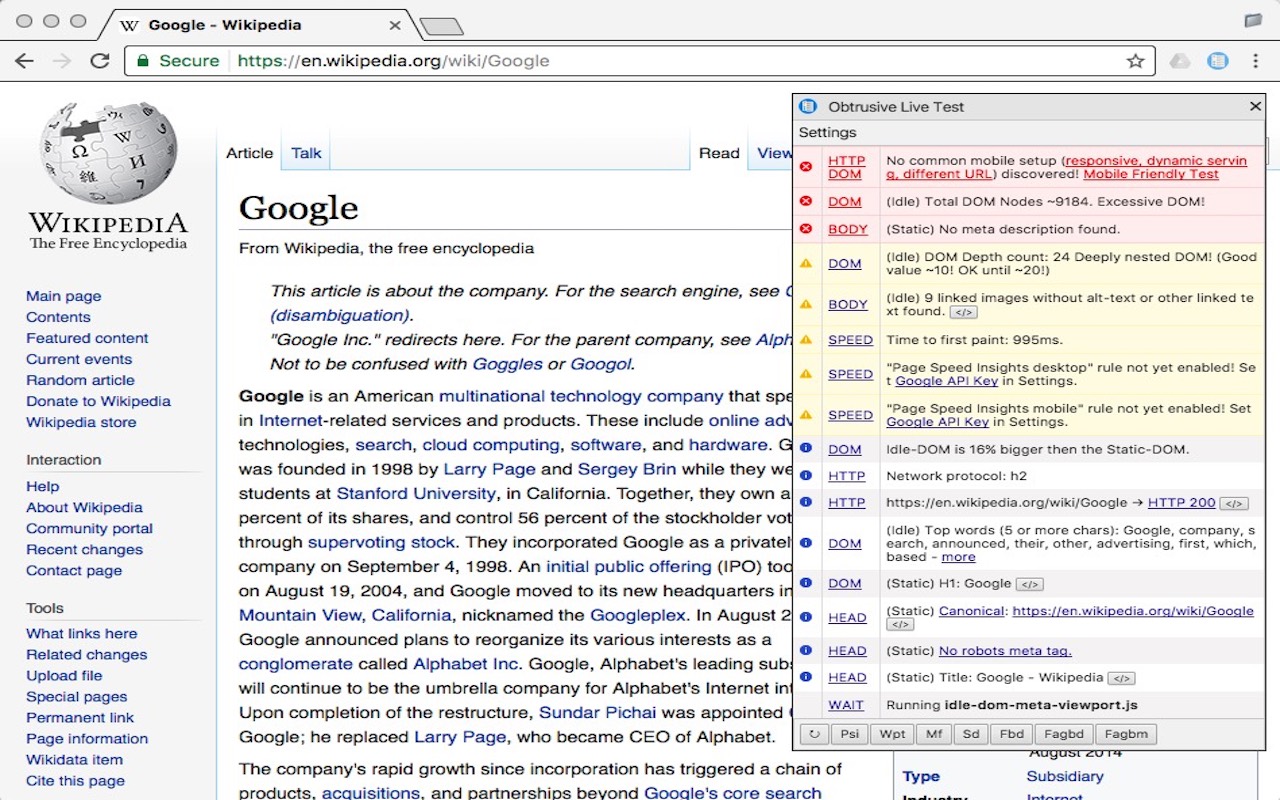 Google - Wikipedia
Secure https://en.wikipedia.org/wiki/Google
WIKIPEDIA
The Free Encyclopedia
Main page
Contents
Featured content
Current events
Random article
Donate to Wikipedia
Wikipedia store
Interaction
Help
About Wikipedia
Community portal
Recent changes
Contact page
Tools
What links here
Related changes
Upload file
Special pages
Permanent link
Page information
Wikidata item
Cite this page
Article Talk
Read View
Google
From Wikipedia, the free encyclopedia
This article is about the company. For the search engine, see
(disambiguation).
"Google Inc." redirects here. For the parent company, see Alph
Not to be confused with Goggles or Googol.
Google is an American multinational technology company that spe
in Internet-related services and products. These include online adv
technologies, search, cloud computing, software, and hardware. G
was founded in 1998 by Larry Page and Sergey Brin while they we
students at Stanford University, in California. Together, they own a
percent of its shares, and control 56 percent of the stockholder vot
through supervoting stock. They incorporated Google as a privatel
company on September 4, 1998. An initial public offering (IPO) too
on August 19, 2004, and Google moved to its new headquarters in
Mountain View, California, nicknamed the Googleplex. In August 2
Google announced plans to reorganize its various interests as a
conglomerate called Alphabet Inc. Google, Alphabet's leading subs
will continue to be the umbrella company for Alphabet's Internet int
Upon completion of the restructure, Sundar Pichai was appointed
Google; he replaced Larry Page, who became CEO of Alphabet.
The company's rapid growth since incorporation has triggered a chain of
products, acquisitions, and partnerships beyond Google's core search
Obtrusive Live Test
Settings
HTTP DOM No common mobile setup (responsive, dynamic servin
g, different URL) discovered! Mobile Friendly Test
DOM (Idle) Total DOM Nodes ~9184. Excessive DOM!
BODY (Static) No meta description found.
DOM (Idle) DOM Depth count: 24 Deeply nested DOM! (Good
value ~10! OK until ~20!)
BODY (Idle) 9 linked images without alt-text or other linked te
xt found. </>
SPEED Time to first paint: 995ms.
SPEED "Page Speed Insights desktop" rule not yet enabled! Se
t Google API Key in Settings.
SPEED "Page Speed Insights mobile" rule not yet enabled! Set
Google API Key in Settings.
DOM Idle-DOM is 16% bigger then the Static-DOM.
HTTP Network protocol: h2
HTTP https://en.wikipedia.org/wiki/Google → HTTP 200 </>
DOM (Idle) Top words (5 or more chars): Google, company, s
earch, announced, their, other, advertising, first, which,
based - more
DOM (Static) H1: Google </>
HEAD (Static) Canonical: https://en.wikipedia.org/wiki/Google
</>
HEAD (Static) No robots meta tag.
HEAD (Static) Title: Google - Wikipedia </>
WAIT Running idle-dom-meta-viewport.js
Psi Wpt Mf Sd Fbd Fagbd Fagbm
August 2014
Type Subsidiary
Industry Internet